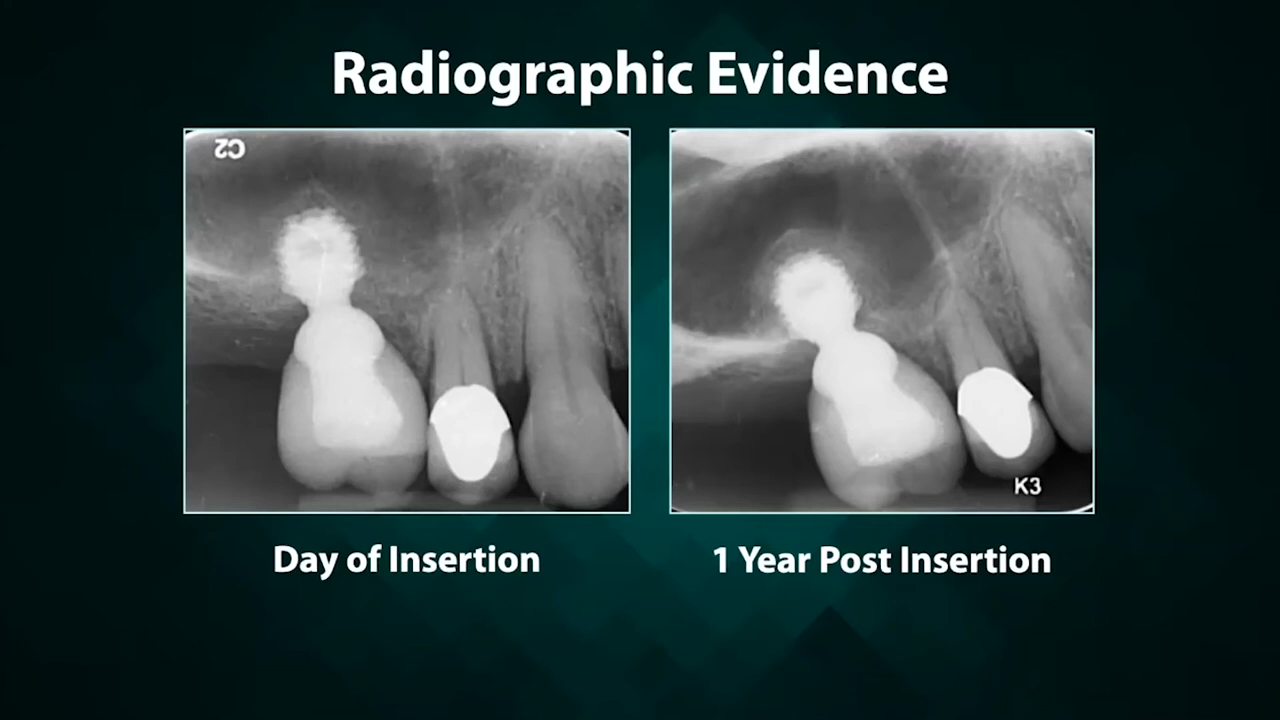 Radiographic Evidence
C2
K3
Day of Insertion
1 Year Post Insertion